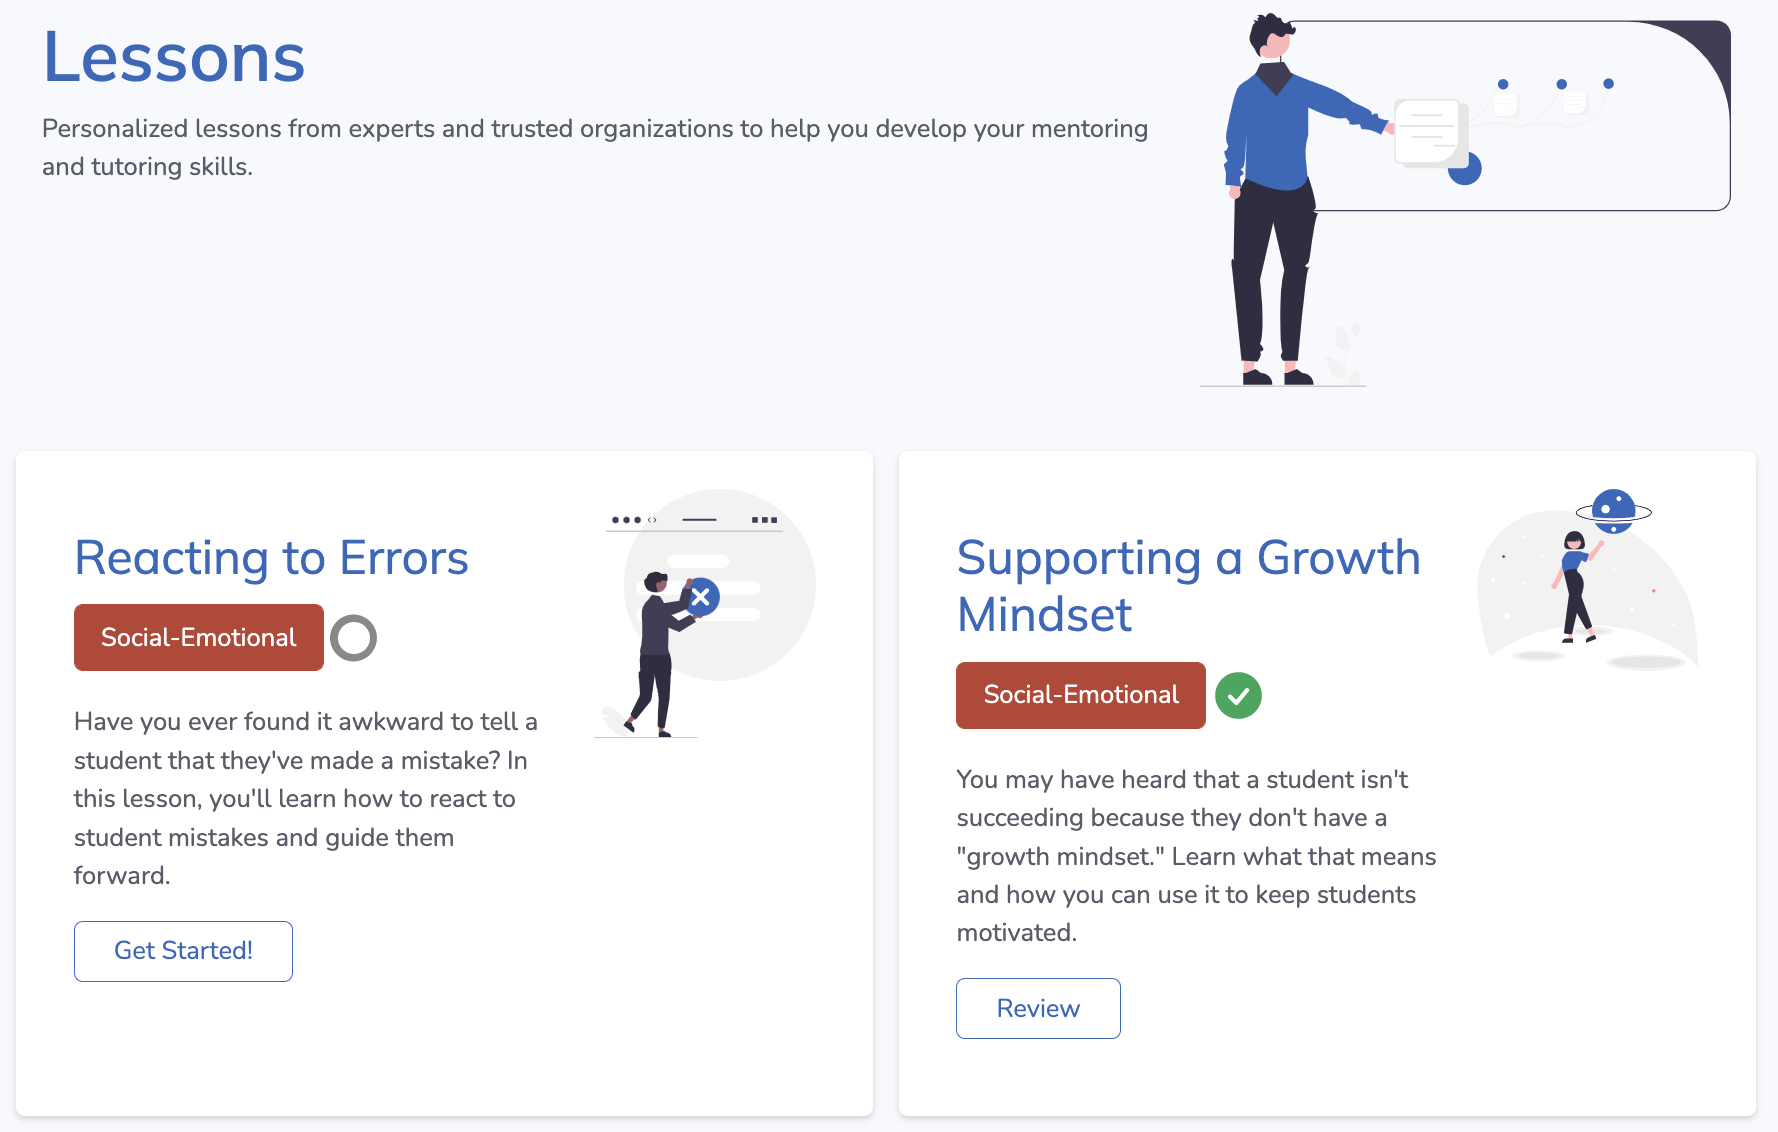 Lessons
Personalized lessons from experts and trusted organizations to help you develop your mentoring
and tutoring skills.
Reacting to Errors
Social-Emotional
Have you ever found it awkward to tell a
student that they've made a mistake? In
this lesson, you'll learn how to react to
student mistakes and guide them
forward.
Get Started!
Supporting a Growth
Mindset
Social-Emotional
You may have heard that a student isn't
succeeding because they don't have a
"growth mindset." Learn what that means
and how you can use it to keep students
motivated.
Review